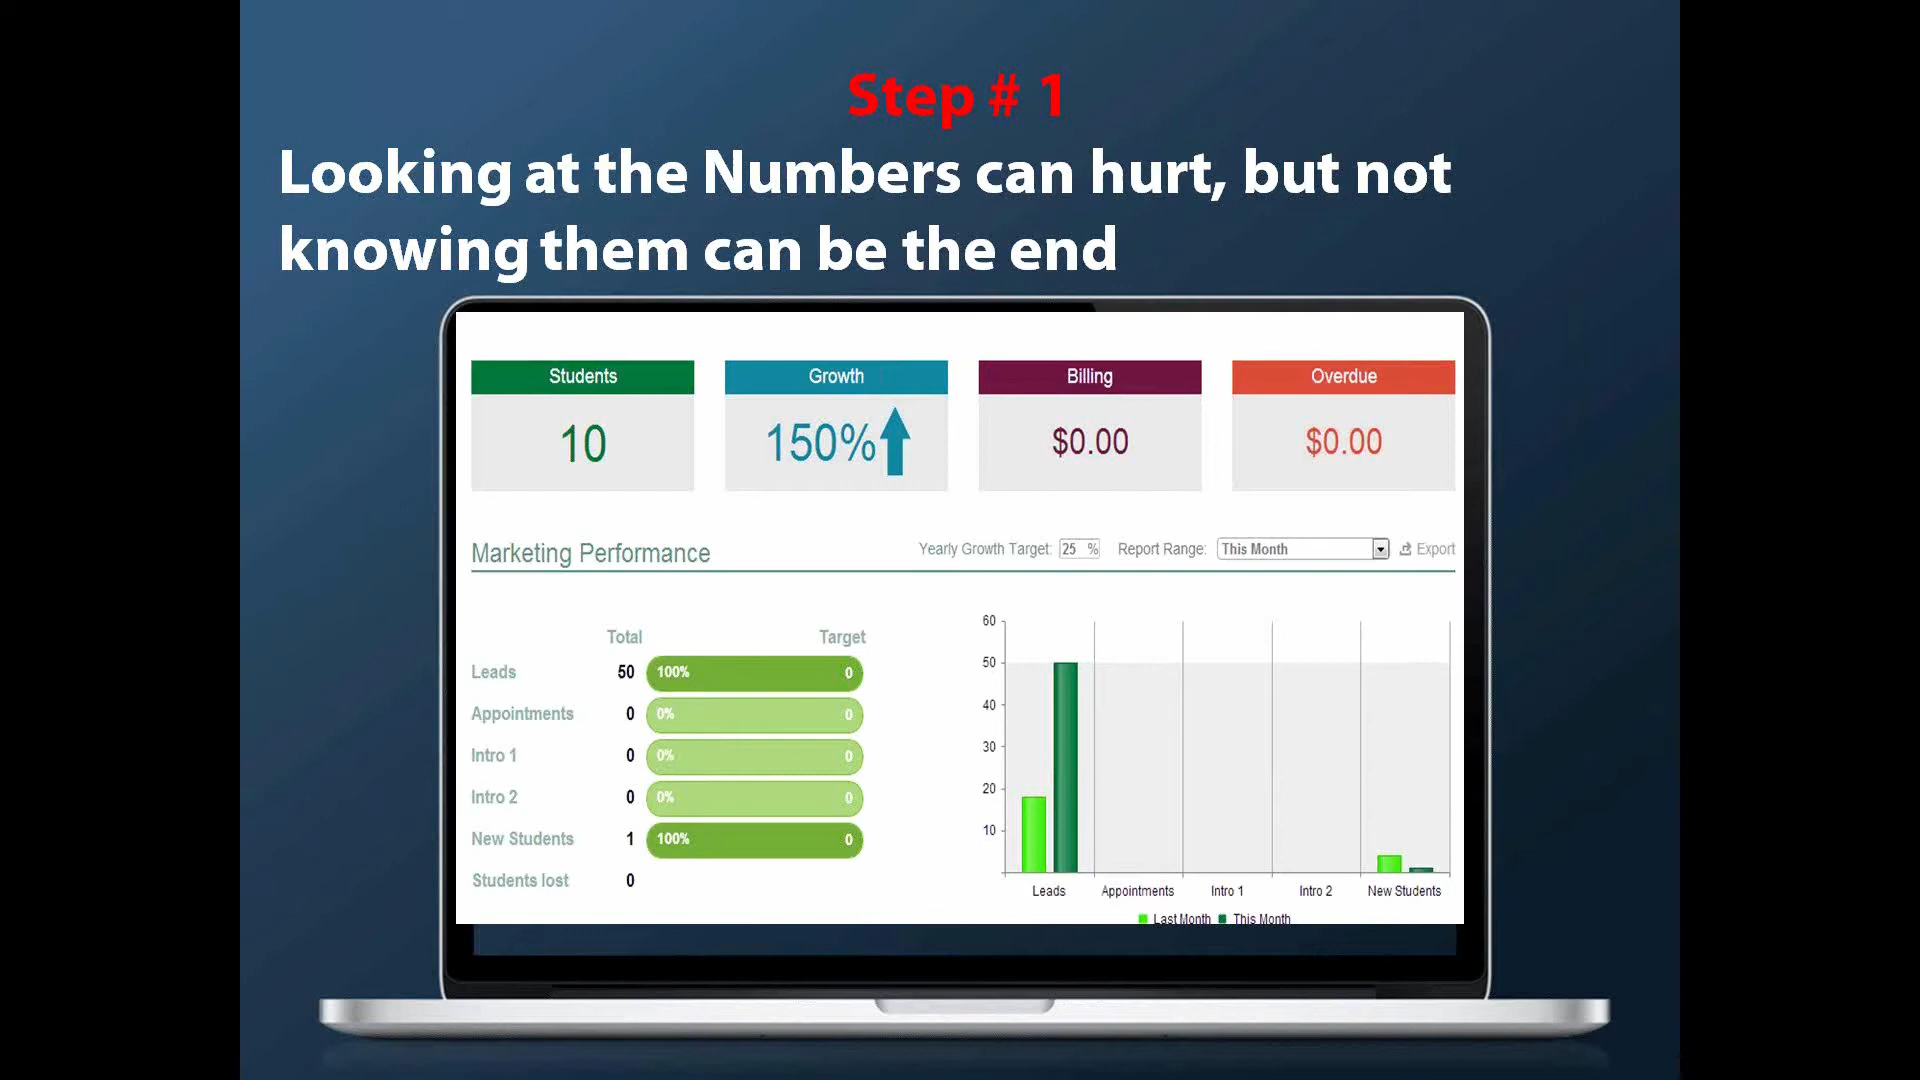 Step # 1
Looking at the Numbers can hurt, but not
knowing them can be the end
Students
Growth
Billing
Overdue
10
150%
$0.00
$0.00
Marketing Performance
Yearly Growth Target: 25 %
Report Range: This Month
Export
Total
Target
Leads 50 100% 0
Appointments 0 0% 0
Intro 1 0 0% 0
Intro 2 0 0% 0
New Students 1 100% 0
Students lost 0
60
50
40
30
20
10
Leads
Appointments
Intro 1
Intro 2
New Students
Last Month
This Month